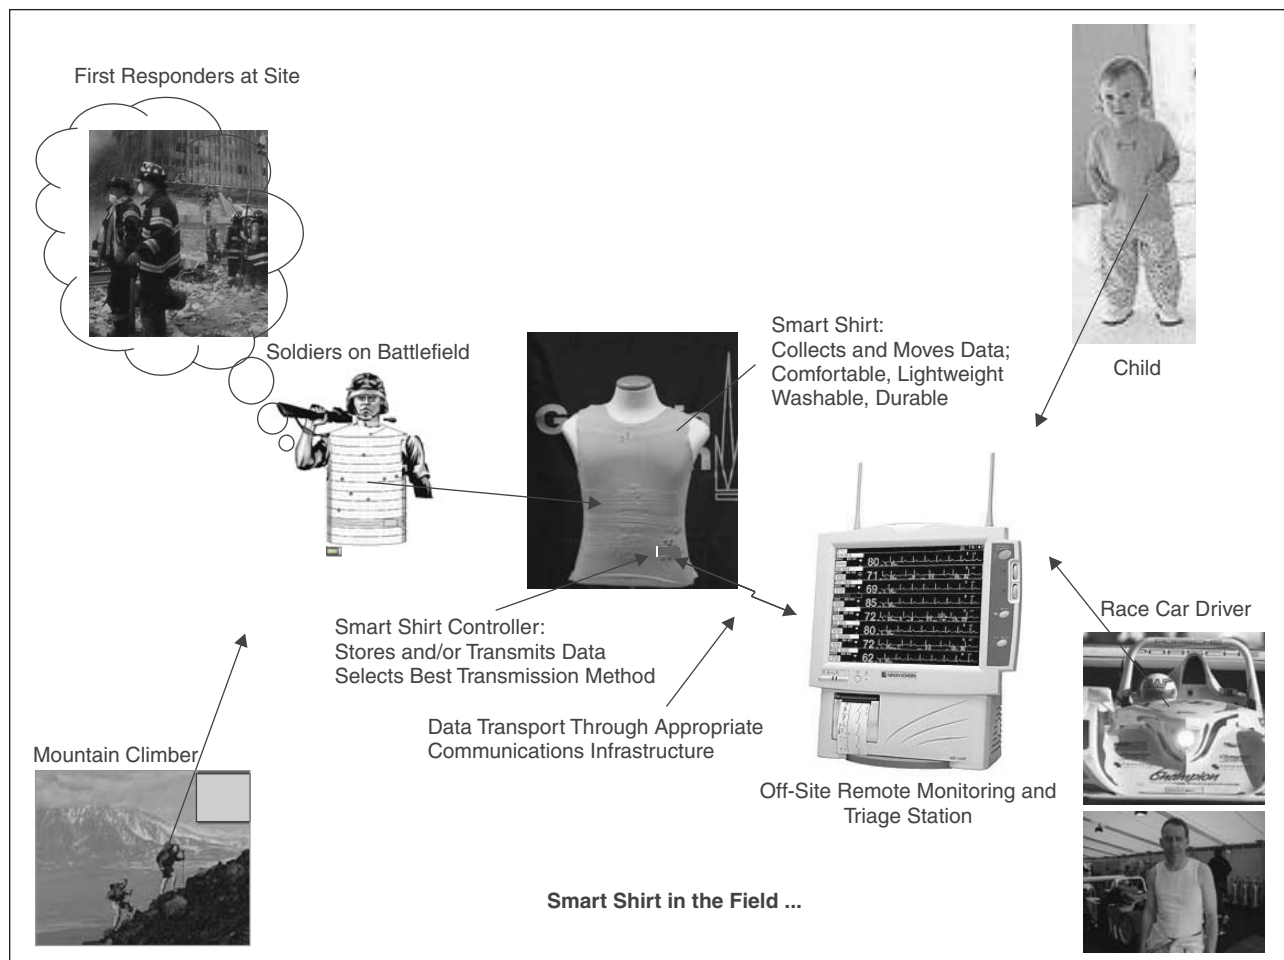 First Responders at Site
Soldiers on Battlefield
Smart Shirt:
Collects and Moves Data;
Comfortable, Lightweight
Washable, Durable
Child
80
71
69
85
72
80
72
62
Race Car Driver
Smart Shirt Controller:
Stores and/or Transmits Data
Selects Best Transmission Method
Data Transport Through Appropriate
Communications Infrastructure
Mountain Climber
Champion
Off-Site Remote Monitoring and
Triage Station
Smart Shirt in the Field ...